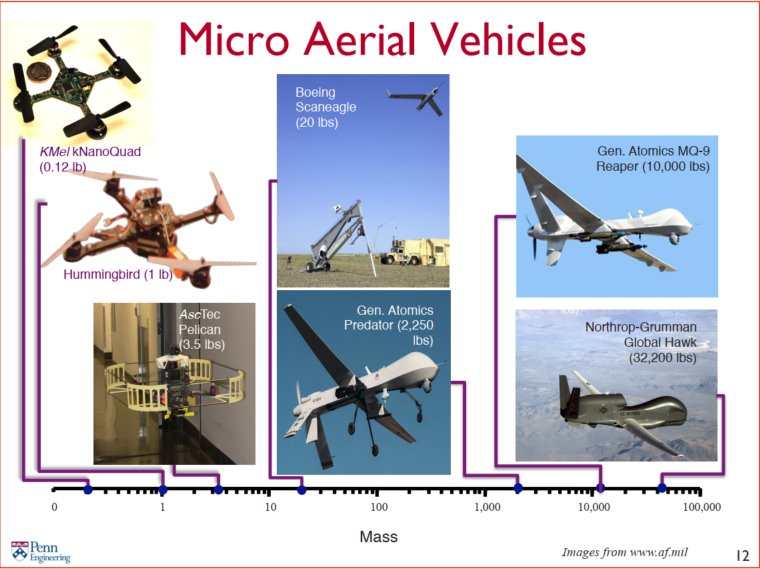 Micro Aerial Vehicles
KMel kNanoQuad
(0.12 lb)
Hummingbird (1 lb)
AscTec
Pelican
(3.5 lbs)
Boeing
Scaneagle
(20 lbs)
Gen. Atomics
Predator (2,250
lbs)
Gen. Atomics MQ-9
Reaper (10,000 lbs)
Northrop-Grumman
Global Hawk
(32,200 lbs)
0 1 10 100 1,000 10,000 100,000
Mass
Penn
Engineering
Images from www.af.mil
12